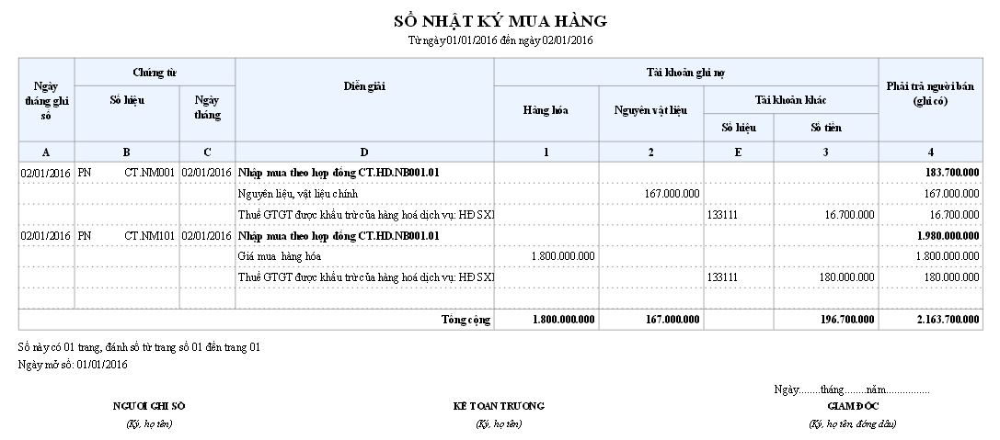 SỔ NHẬT KÝ MUA HÀNG
Từ ngày 01/01/2016 đến ngày 02/01/2016
Ngày tháng ghi sổ Chứng từ Diễn giải Tài khoản ghi nợ Phải trả người bán (ghi có)
Số hiệu Ngày tháng Hàng hóa Nguyên vật liệu Tài khoản khác
Số hiệu Số tiền
A B C D 1 2 E 3 4
02/01/2016 PN CT.NM001 02/01/2016 Nhập mua theo hợp đồng CT.HD.NB001.01 183.700.000
Nguyên liệu, vật liệu chính 167.000.000 167.000.000
Thuế GTGT được khấu trừ của hàng hoá dịch vụ: HĐ SX 133111 16.700.000 16.700.000
02/01/2016 PN CT.NM101 02/01/2016 Nhập mua theo hợp đồng CT.HD.NB001.01 1.980.000.000
Giá mua hàng hóa 1.800.000.000 1.800.000.000
Thuế GTGT được khấu trừ của hàng hoá dịch vụ: HĐ SX 133111 180.000.000 180.000.000
Tổng cộng 1.800.000.000 167.000.000 196.700.000 2.163.700.000
Sổ này có 01 trang, đánh số từ trang số 01 đến trang 01
Ngày mở sổ: 01/01/2016
Ngày........tháng........năm................
NGƯỜI GHI SỔ KẾ TOÁN TRƯỞNG GIÁM ĐỐC
(Ký, họ tên) (Ký, họ tên) (Ký, họ tên, đóng dấu)